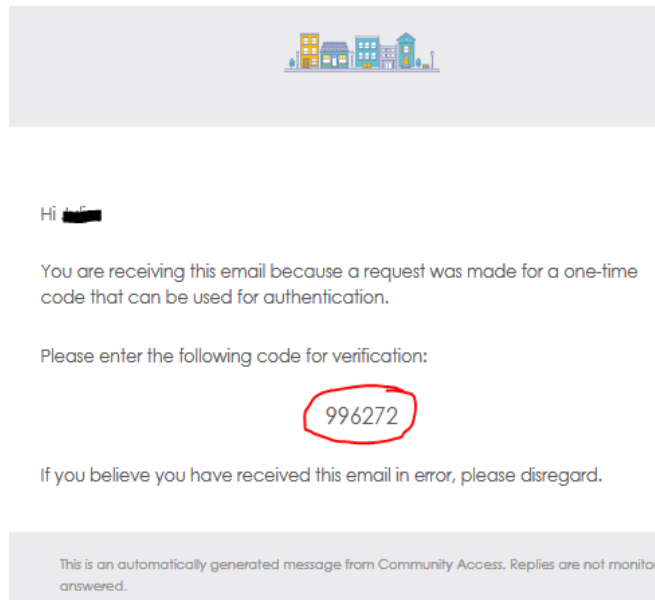 Hi
You are receiving this email because a request was made for a one-time
code that can be used for authentication.
Please enter the following code for verification:
996272
If you believe you have received this email in error, please disregard.
This is an automatically generated message from Community Access. Replies are not monito
answered.